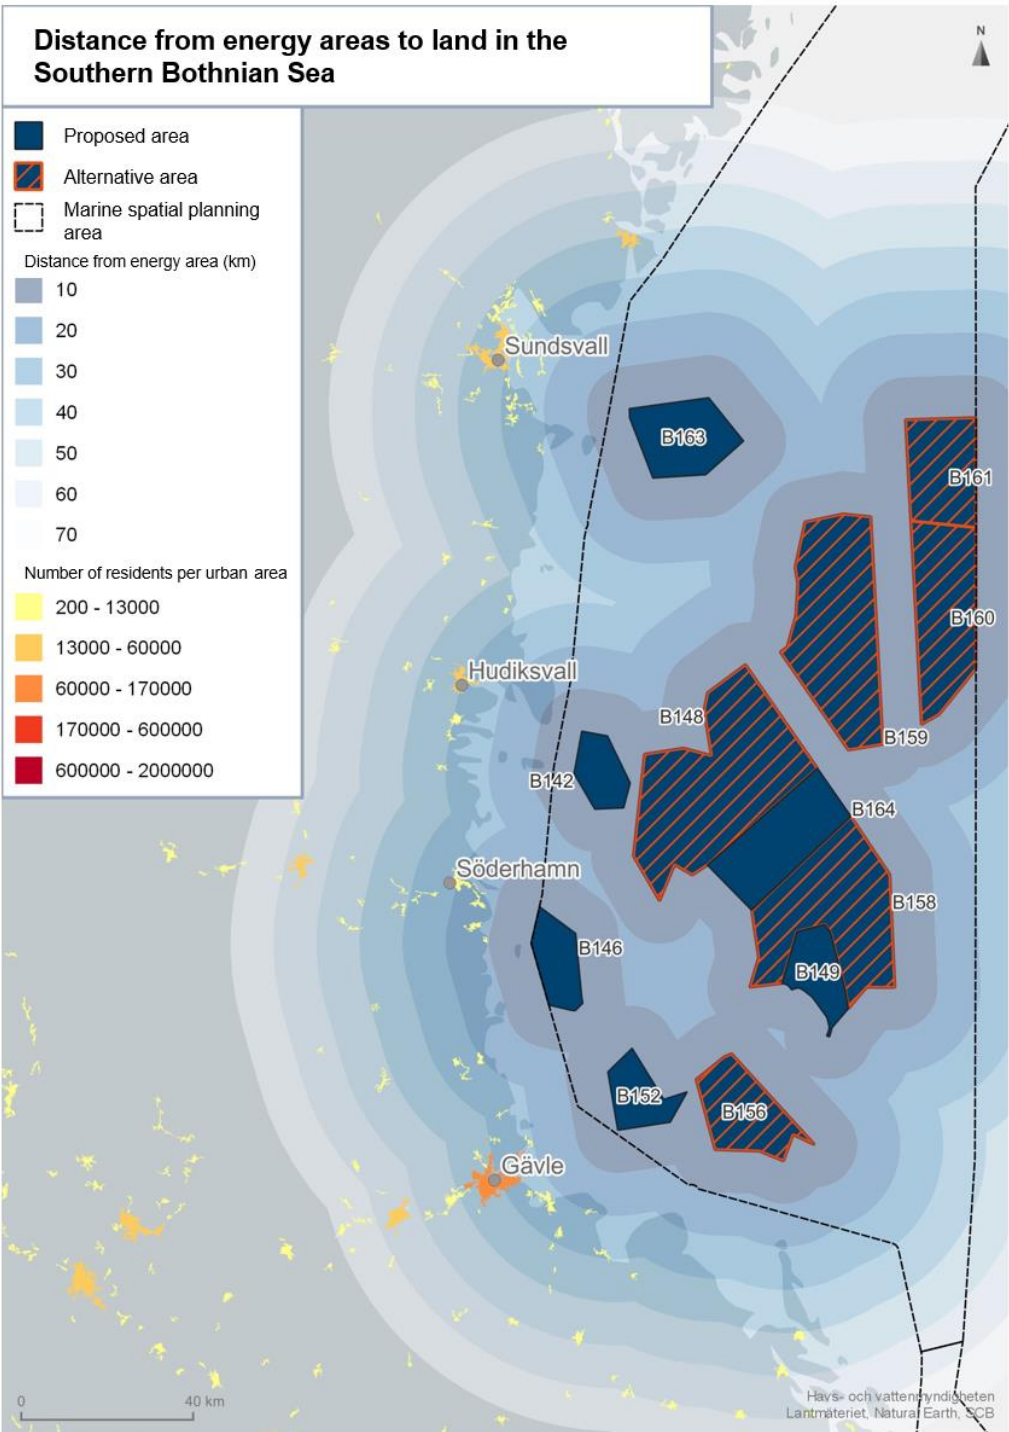 Distance from energy areas to land in the
Southern Bothnian Sea
N
Proposed area
Alternative area
Marine spatial planning
area
Distance from energy area (km)
10
20
30
40
50
60
70
Number of residents per urban area
200 - 13000
13000 - 60000
60000 - 170000
170000 - 600000
600000 - 2000000
Sundsvall
B163
B161
B160
Hudiksvall
B148
B159
B142
B164
Söderhamn
B158
B146
B149
B152
B156
Gävle
0 40 km
Havs- och vattenmyndigheten
Lantmäteriet, Natural Earth, SCB